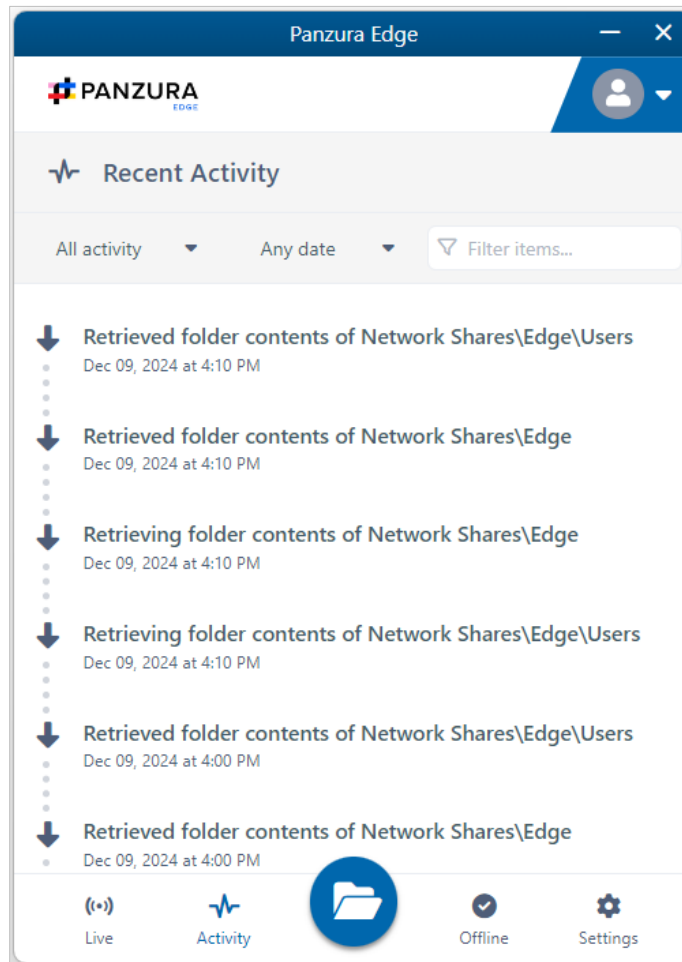 Panzura Edge
PANZURA
EDGE
Recent Activity
All activity Any date Filter items...
Retrieved folder contents of Network Shares\Edge\Users
Dec 09, 2024 at 4:10 PM
Retrieved folder contents of Network Shares\Edge
Dec 09, 2024 at 4:10 PM
Retrieving folder contents of Network Shares\Edge
Dec 09, 2024 at 4:10 PM
Retrieving folder contents of Network Shares\Edge\Users
Dec 09, 2024 at 4:10 PM
Retrieved folder contents of Network Shares\Edge\Users
Dec 09, 2024 at 4:00 PM
Retrieved folder contents of Network Shares\Edge
Dec 09, 2024 at 4:00 PM
Live Activity Offline Settings